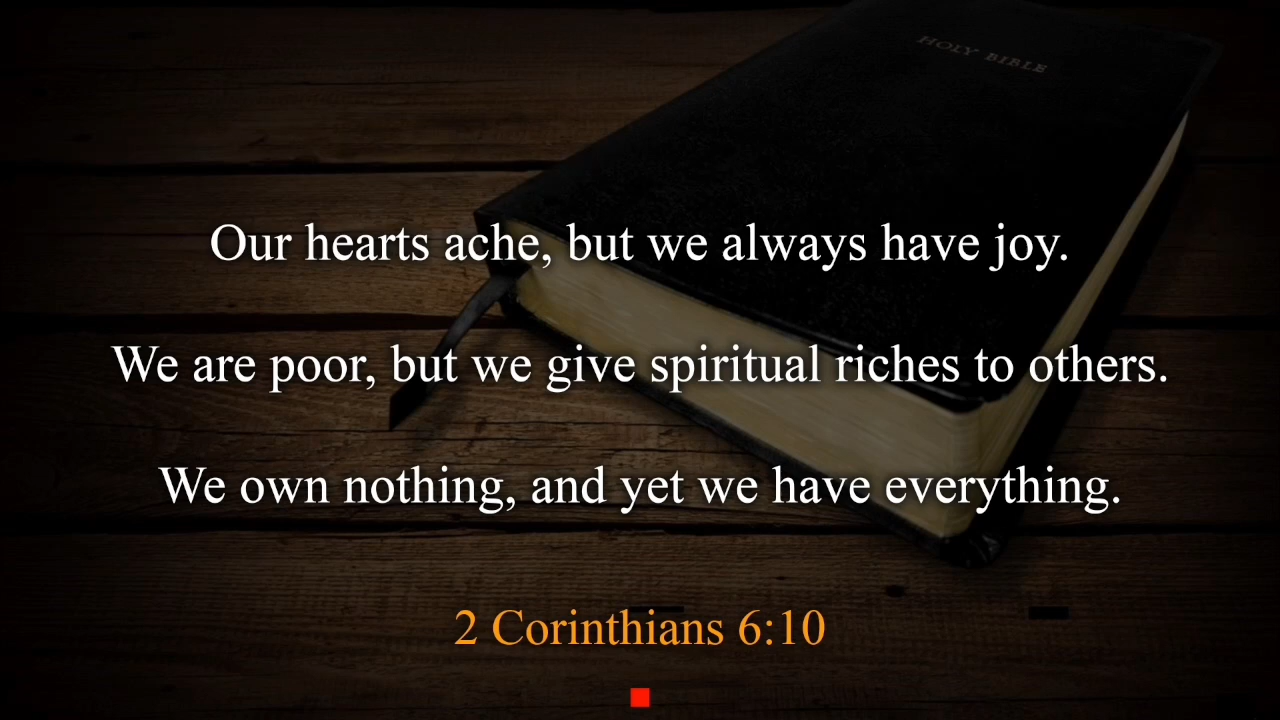 HOLY BIBLE
Our hearts ache, but we always have joy.
We are poor, but we give spiritual riches to others.
We own nothing, and yet we have everything.
2 Corinthians 6:10